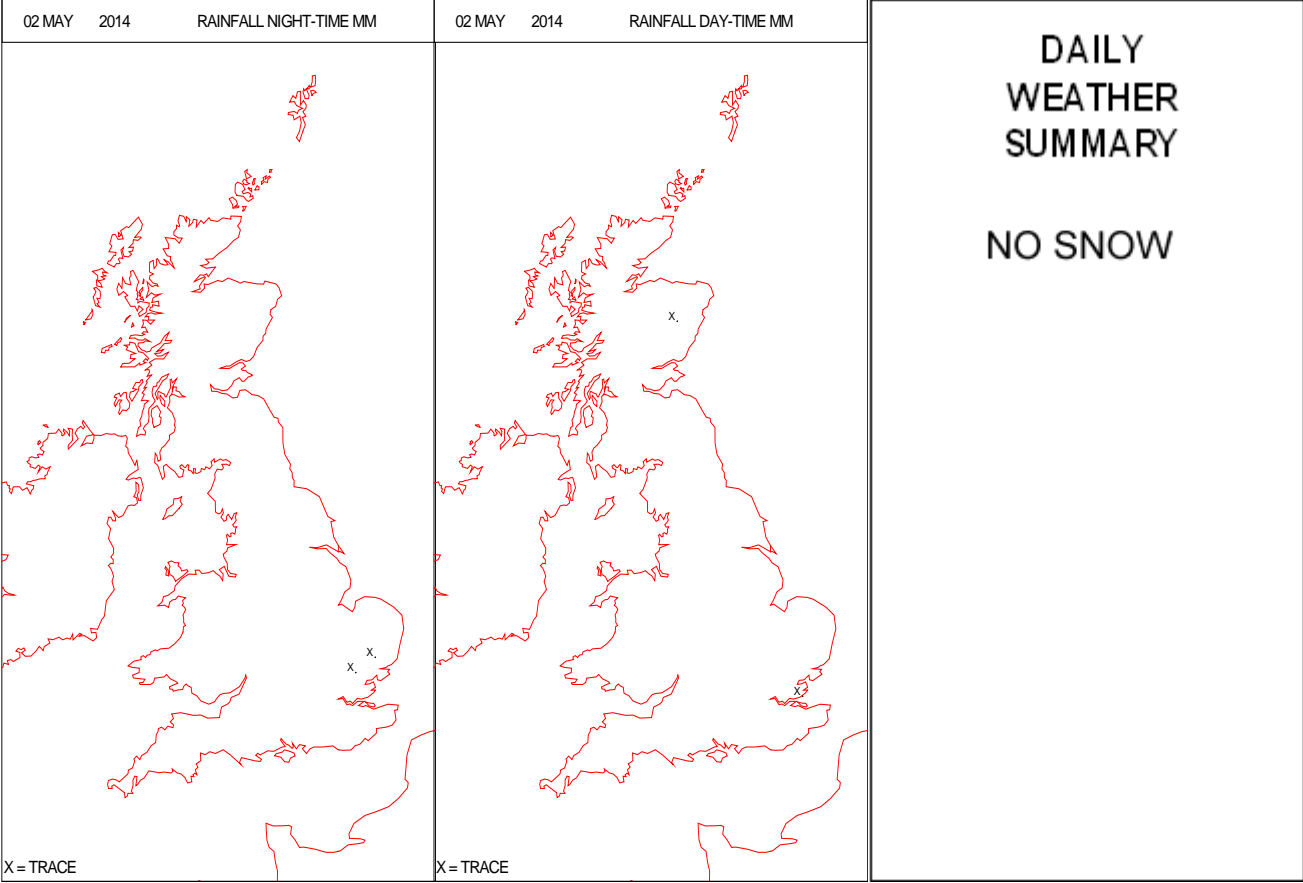 02 MAY 2014 RAINFALL NIGHT-TIME MM
X.
X.
X = TRACE
02 MAY 2014 RAINFALL DAY-TIME MM
X.
X.
X = TRACE
DAILY
WEATHER
SUMMARY
NO SNOW